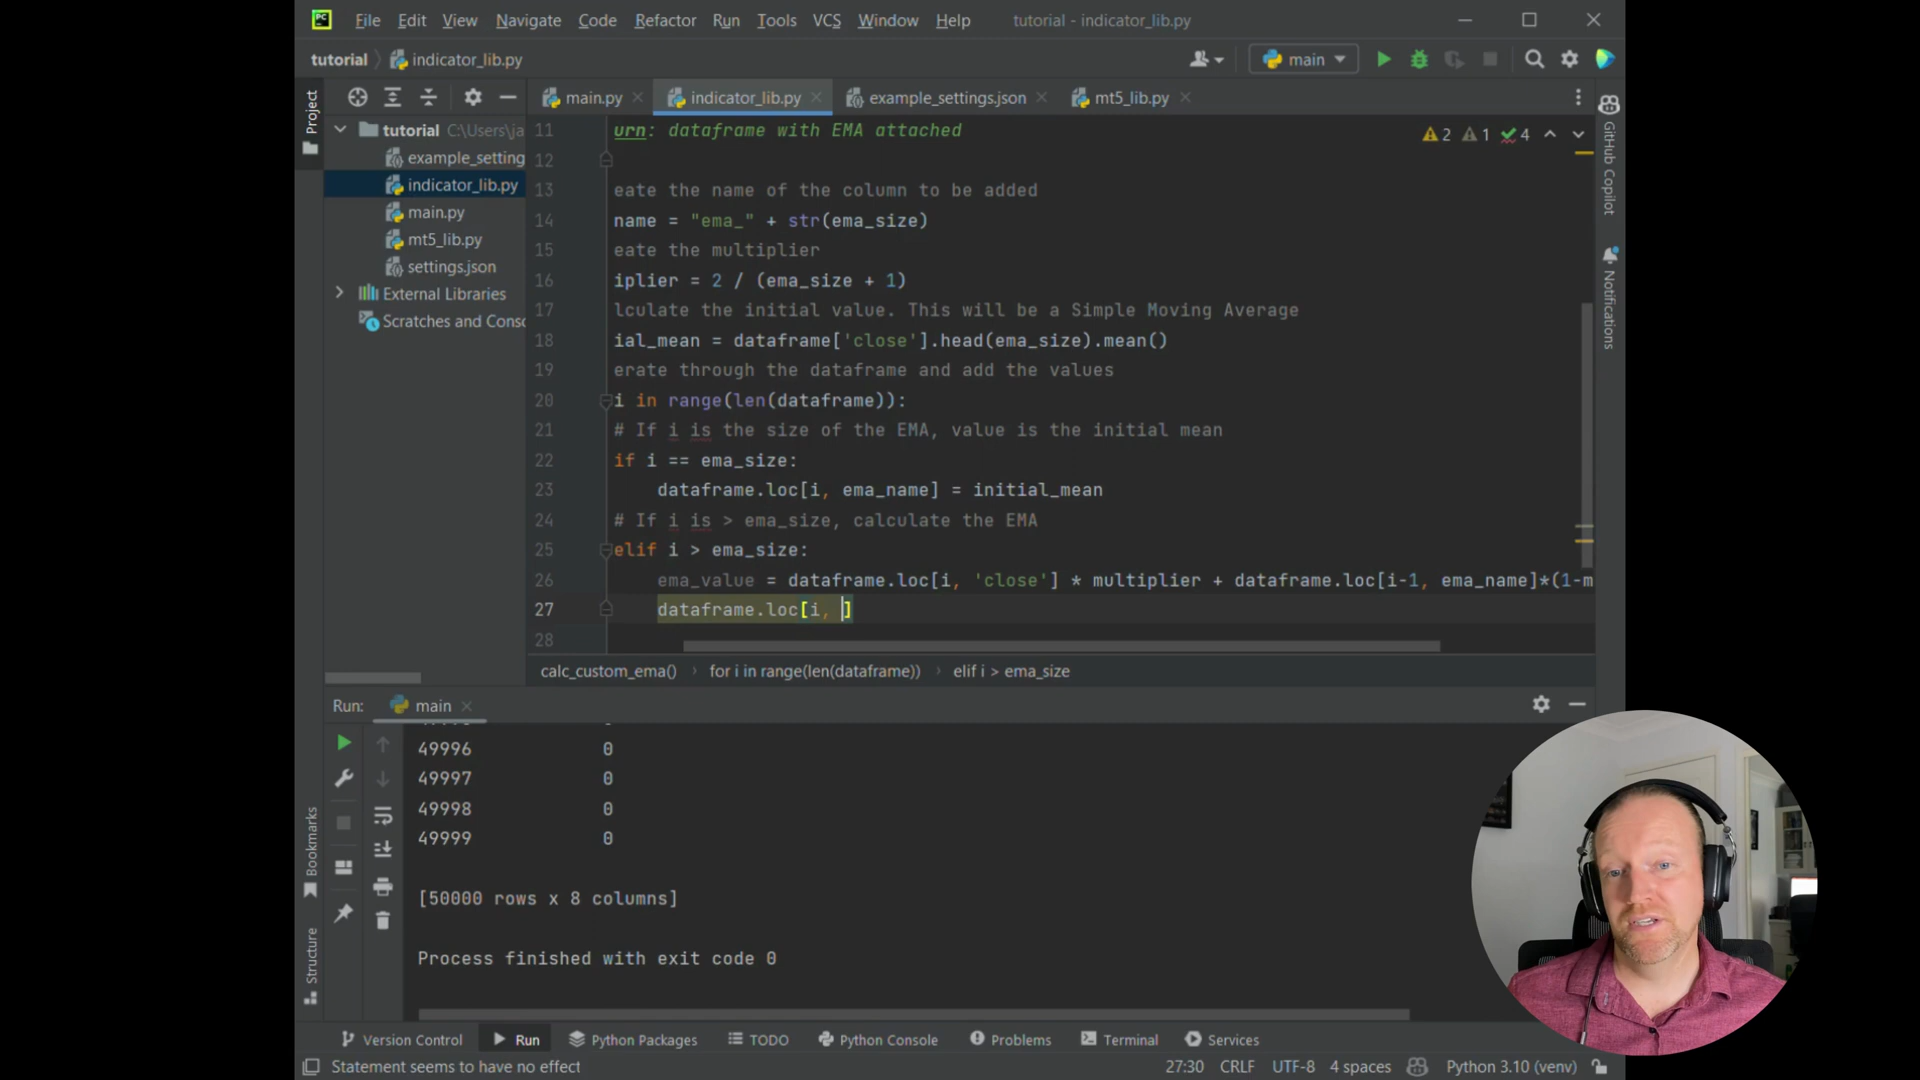 File Edit View Navigate Code Refactor Run Tools VCS Window Help tutorial - indicator_lib.py
tutorial indicator_lib.py main
Project
main.py indicator_lib.py example_settings.json mt5_lib.py
tutorial C:\Users\ja
example_setting
indicator_lib.py
main.py
mt5_lib.py
settings.json
External Libraries
Scratches and Conso
2 1 4
11 urn: dataframe with EMA attached
12
13 eate the name of the column to be added
14 name = "ema_" + str(ema_size)
15 eate the multiplier
16 iplier = 2 / (ema_size + 1)
17 lculate the initial value. This will be a Simple Moving Average
18 ial_mean = dataframe['close'].head(ema_size).mean()
19 erate through the dataframe and add the values
20 i in range(len(dataframe)):
21 # If i is the size of the EMA, value is the initial mean
22 if i == ema_size:
23 dataframe.loc[i, ema_name] = initial_mean
24 # If i is > ema_size, calculate the EMA
25 elif i > ema_size:
26 ema_value = dataframe.loc[i, 'close'] * multiplier + dataframe.loc[i-1, ema_name]*(1-m
27 dataframe.loc[i, ]
28
GitHub Copilot
Notifications
calc_custom_ema() for i in range(len(dataframe)) elif i > ema_size
Run: main
49996 0
49997 0
49998 0
49999 0
[50000 rows x 8 columns]
Process finished with exit code 0
Bookmarks
Structure
Version Control Run Python Packages TODO Python Console Problems Terminal Services
Statement seems to have no effect 27:30 CRLF UTF-8 4 spaces Python 3.10 (venv)